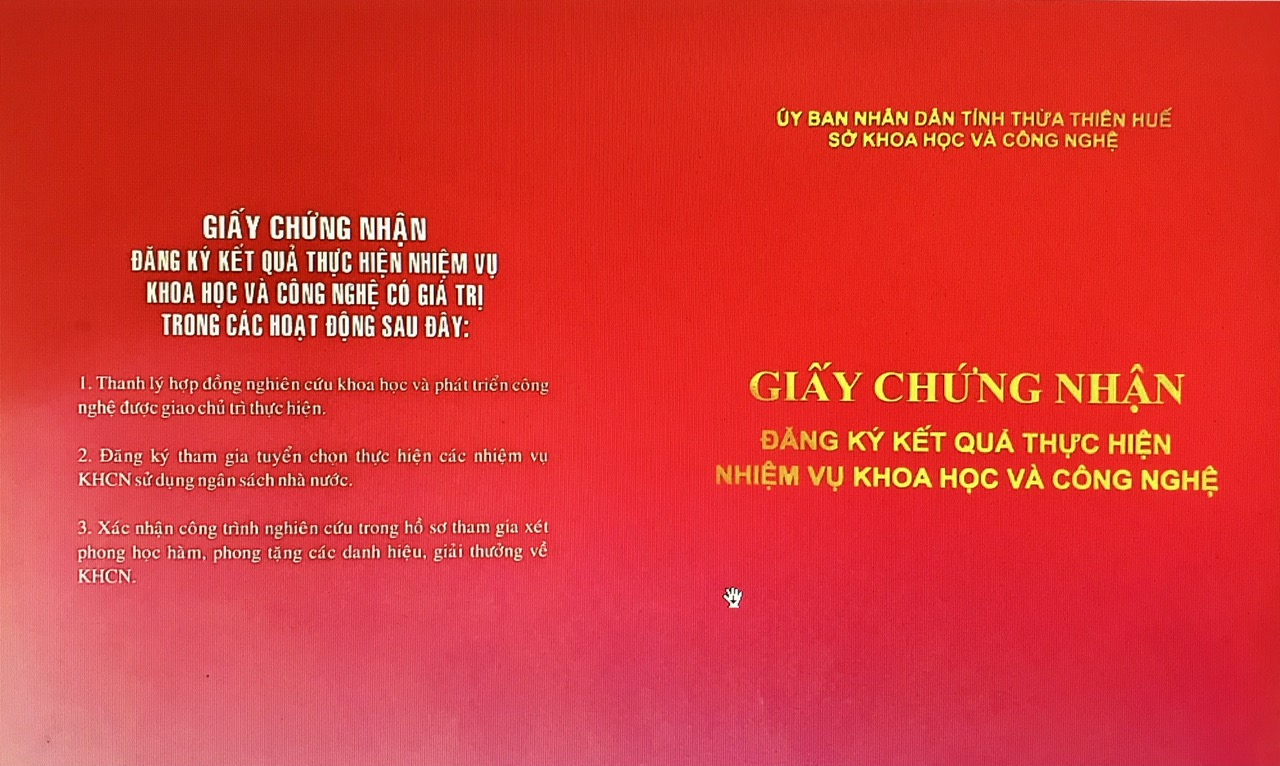 GIẤY CHỨNG NHẬN
ĐĂNG KÝ KẾT QUẢ THỰC HIỆN NHIỆM VỤ
KHOA HỌC VÀ CÔNG NGHỆ CÓ GIÁ TRỊ
TRONG CÁC HOẠT ĐỘNG SAU ĐÂY:
1. Thanh lý hợp đồng nghiên cứu khoa học và phát triển công
nghệ được giao chủ trì thực hiện.
2. Đăng ký tham gia tuyển chọn thực hiện các nhiệm vụ
KHCN sử dụng ngân sách nhà nước.
3. Xác nhận công trình nghiên cứu trong hồ sơ tham gia xét
phong học hàm, phong tặng các danh hiệu, giải thưởng về
KHCN.
ỦY BAN NHÂN DÂN TỈNH THỪA THIÊN HUẾ
SỞ KHOA HỌC VÀ CÔNG NGHỆ
GIẤY CHỨNG NHẬN
ĐĂNG KÝ KẾT QUẢ THỰC HIỆN
NHIỆM VỤ KHOA HỌC VÀ CÔNG NGHỆ